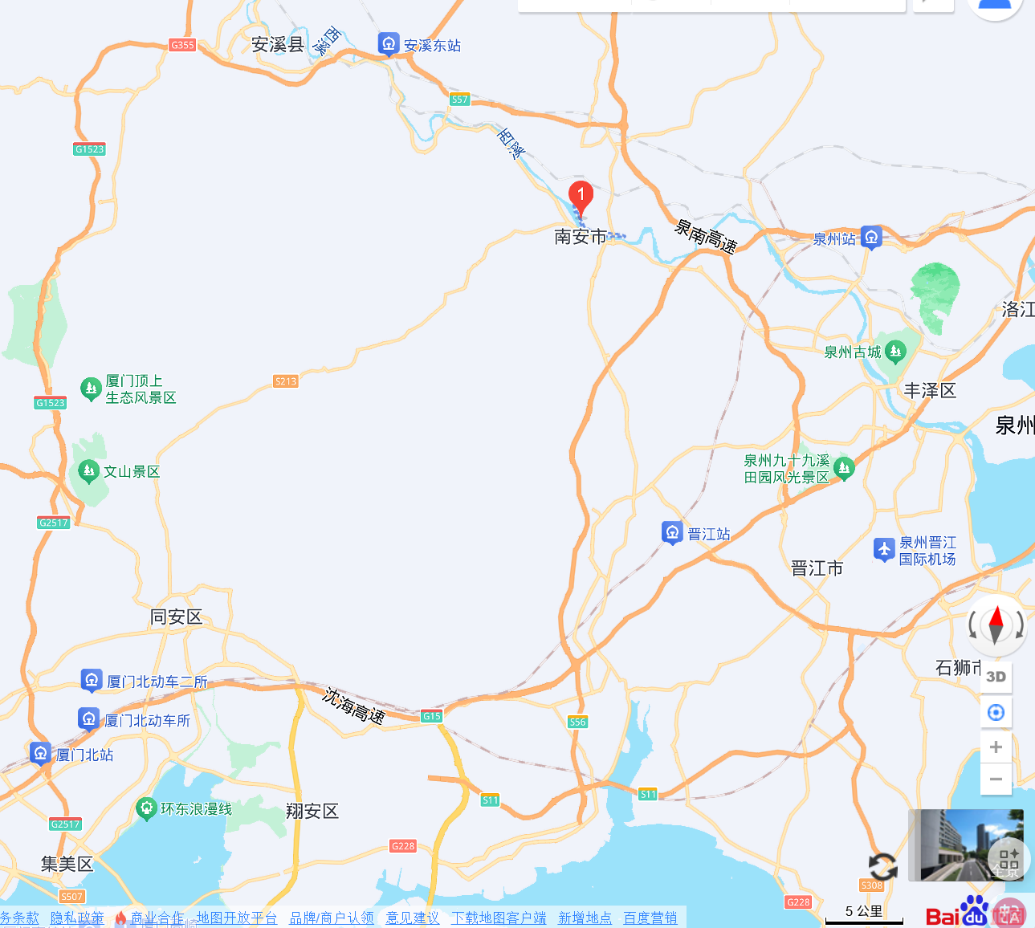 G355
安溪县
西溪
安溪东站
S57
G1523
西溪
1
南安市
泉南高速
泉州站
洛江
泉州古城
丰泽区
S213
厦门顶上
生态风景区
G1523
泉州
文山景区
泉州九十九溪
田园风光景区
G2517
晋江站
泉州晋江
国际机场
晋江市
同安区
石狮市
3D
厦门北动车二所
沈海高速
G15
S56
厦门北动车所
厦门北站
S11
S11
环东浪漫线
翔安区
G2517
G228
集美区
S308
全景
S507
G228
5 公里
务条款 隐私政策 商业合作 地图开放平台 品牌/商户认领 意见建议 下载地图客户端 新增地点 百度营销
Bai du 地图